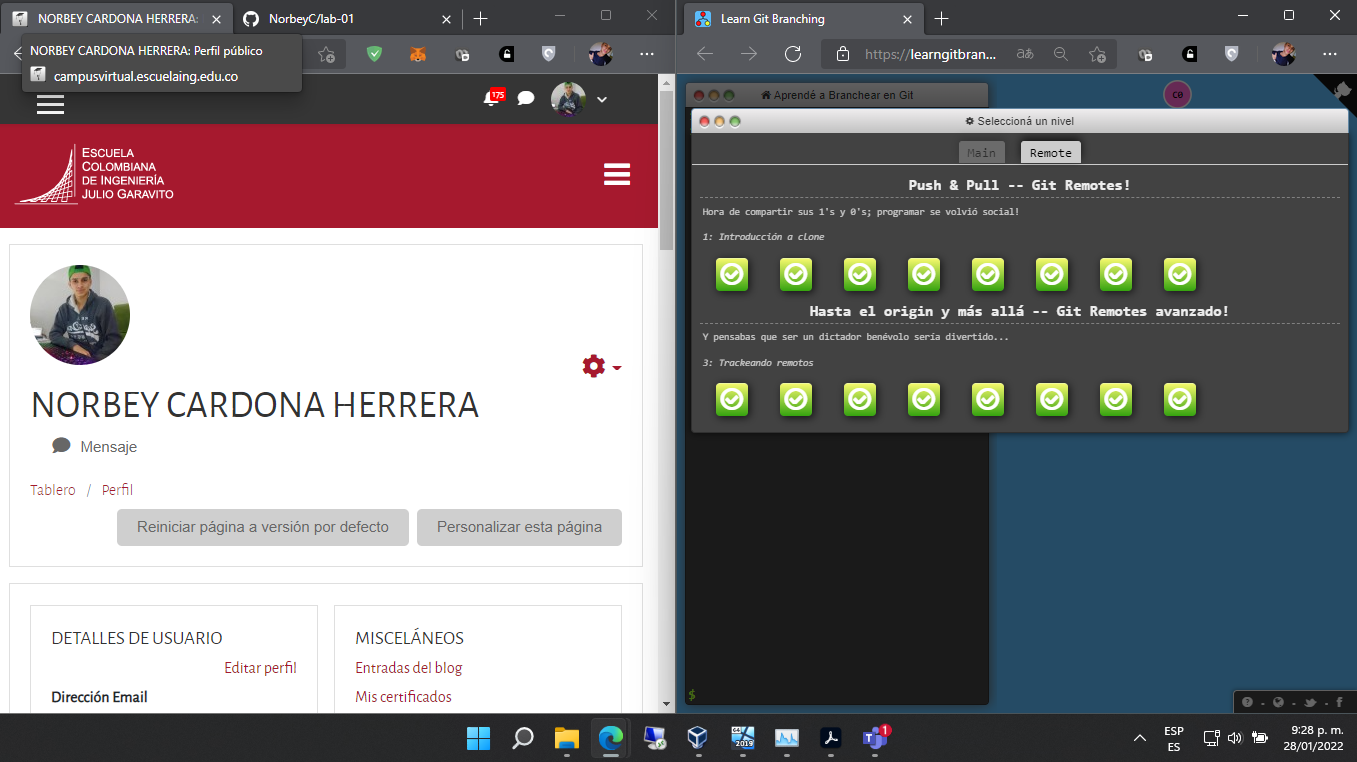 NORBEY CARDONA HERRERA:
NorbeyC/lab-01
NORBEY CARDONA HERRERA: Perfil público
campusvirtual.escuelaing.edu.co
175
ESCUELA
COLOMBIANA
DE INGENIERÍA
JULIO GARAVITO
NORBEY CARDONA HERRERA
Mensaje
Tablero / Perfil
Reiniciar página a versión por defecto
Personalizar esta página
DETALLES DE USUARIO
Editar perfil
Dirección Email
MISCELÁNEOS
Entradas del blog
Mis certificados
Learn Git Branching
https://learngitbran...
Aprendé a Branchear en Git
Seleccioná un nivel
Main
Remote
Push & Pull -- Git Remotes!
Hora de compartir sus 1's y 0's; programar se volvió social!
1: Introducción a clone
Hasta el origin y más allá -- Git Remotes avanzado!
Y pensabas que ser un dictador benévolo sería divertido...
3: Trackeando remotos
$
64
2019
1
ESP
ES
9:28 p. m.
28/01/2022